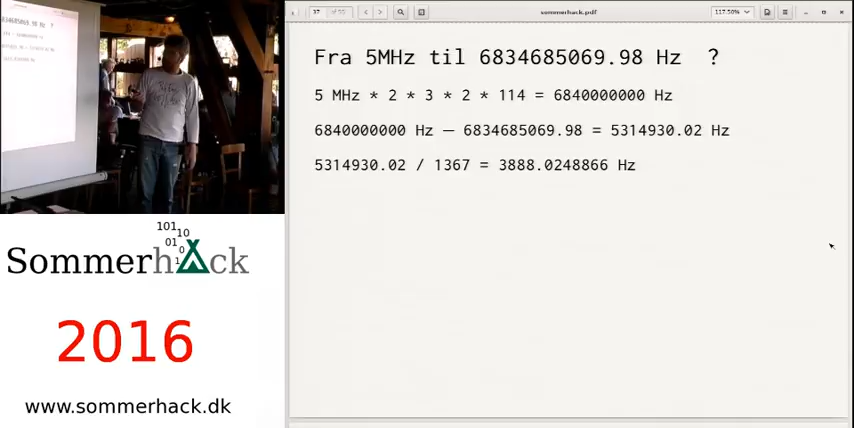 37
117.50%
sommerhack.pdf
Fra 5MHz til 6834685069.98 Hz ?
5 MHz * 2 * 3 * 2 * 114 = 6840000000 Hz
6840000000 Hz – 6834685069.98 = 5314930.02 Hz
5314930.02 / 1367 = 3888.0248866 Hz
101
10
01
0
1
Sommerhack
2016
www.sommerhack.dk